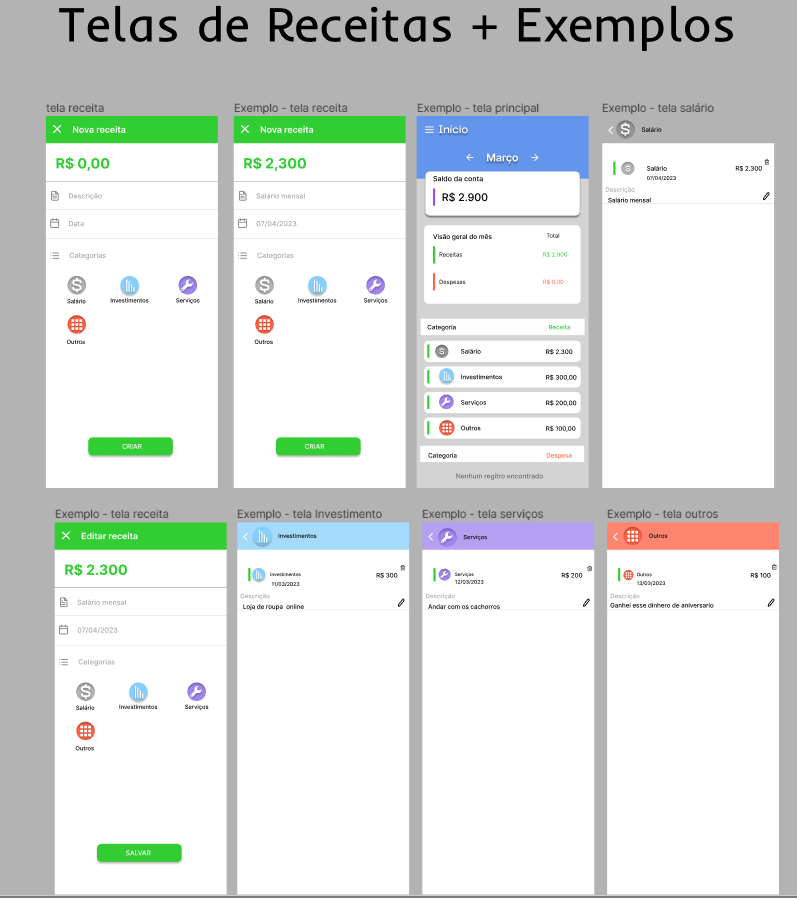 Telas de Receitas + Exemplos
tela receita
Nova receita
R$ 0,00
Descrição
Data
Categorias
Salário
Investimentos
Serviços
Outros
CRIAR
Exemplo - tela receita
Nova receita
R$ 2,300
Salário mensal
07/04/2023
Categorias
Salário
Investimentos
Serviços
Outros
CRIAR
Exemplo - tela principal
Início
Março
Saldo da conta
R$ 2.900
Visão geral do mês Total
Receitas R$ 2.900
Despesas R$ 0,00
Categoria Receita
Salário R$ 2.300
Investimentos R$ 300,00
Serviços R$ 200,00
Outros R$ 100,00
Categoria Despesa
Nenhum regitro encontrado
Exemplo - tela salário
Salário
Salário R$ 2.300
07/04/2023
Descrição
Salário mensal
Exemplo - tela receita
Editar receita
R$ 2.300
Salário mensal
07/04/2023
Categorias
Salário
Investimentos
Serviços
Outros
SALVAR
Exemplo - tela Investimento
Investimentos
Investimentos R$ 300
11/03/2023
Descrição
Loja de roupa online
Exemplo - tela serviços
Serviços
Serviços R$ 200
12/03/2023
Descrição
Andar com os cachorros
Exemplo - tela outros
Outros
Outros R$ 100
13/03/2023
Descrição
Ganhei esse dinhero de aniversario